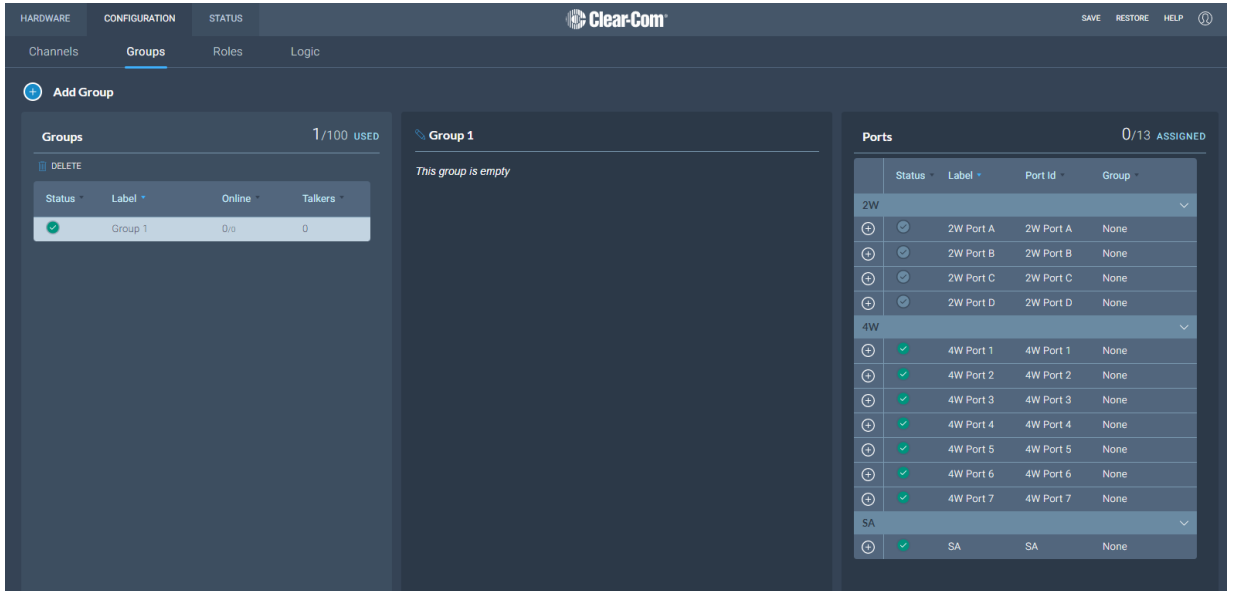 HARDWARE CONFIGURATION STATUS Clear-Com® SAVE RESTORE HELP
Channels Groups Roles Logic
Add Group
Groups 1/100 USED
DELETE
Status Label Online Talkers
Group 1 0/0 0
Group 1
This group is empty
Ports 0/13 ASSIGNED
Status Label Port Id Group
2W
2W Port A 2W Port A None
2W Port B 2W Port B None
2W Port C 2W Port C None
2W Port D 2W Port D None
4W
4W Port 1 4W Port 1 None
4W Port 2 4W Port 2 None
4W Port 3 4W Port 3 None
4W Port 4 4W Port 4 None
4W Port 5 4W Port 5 None
4W Port 6 4W Port 6 None
4W Port 7 4W Port 7 None
SA
SA SA None